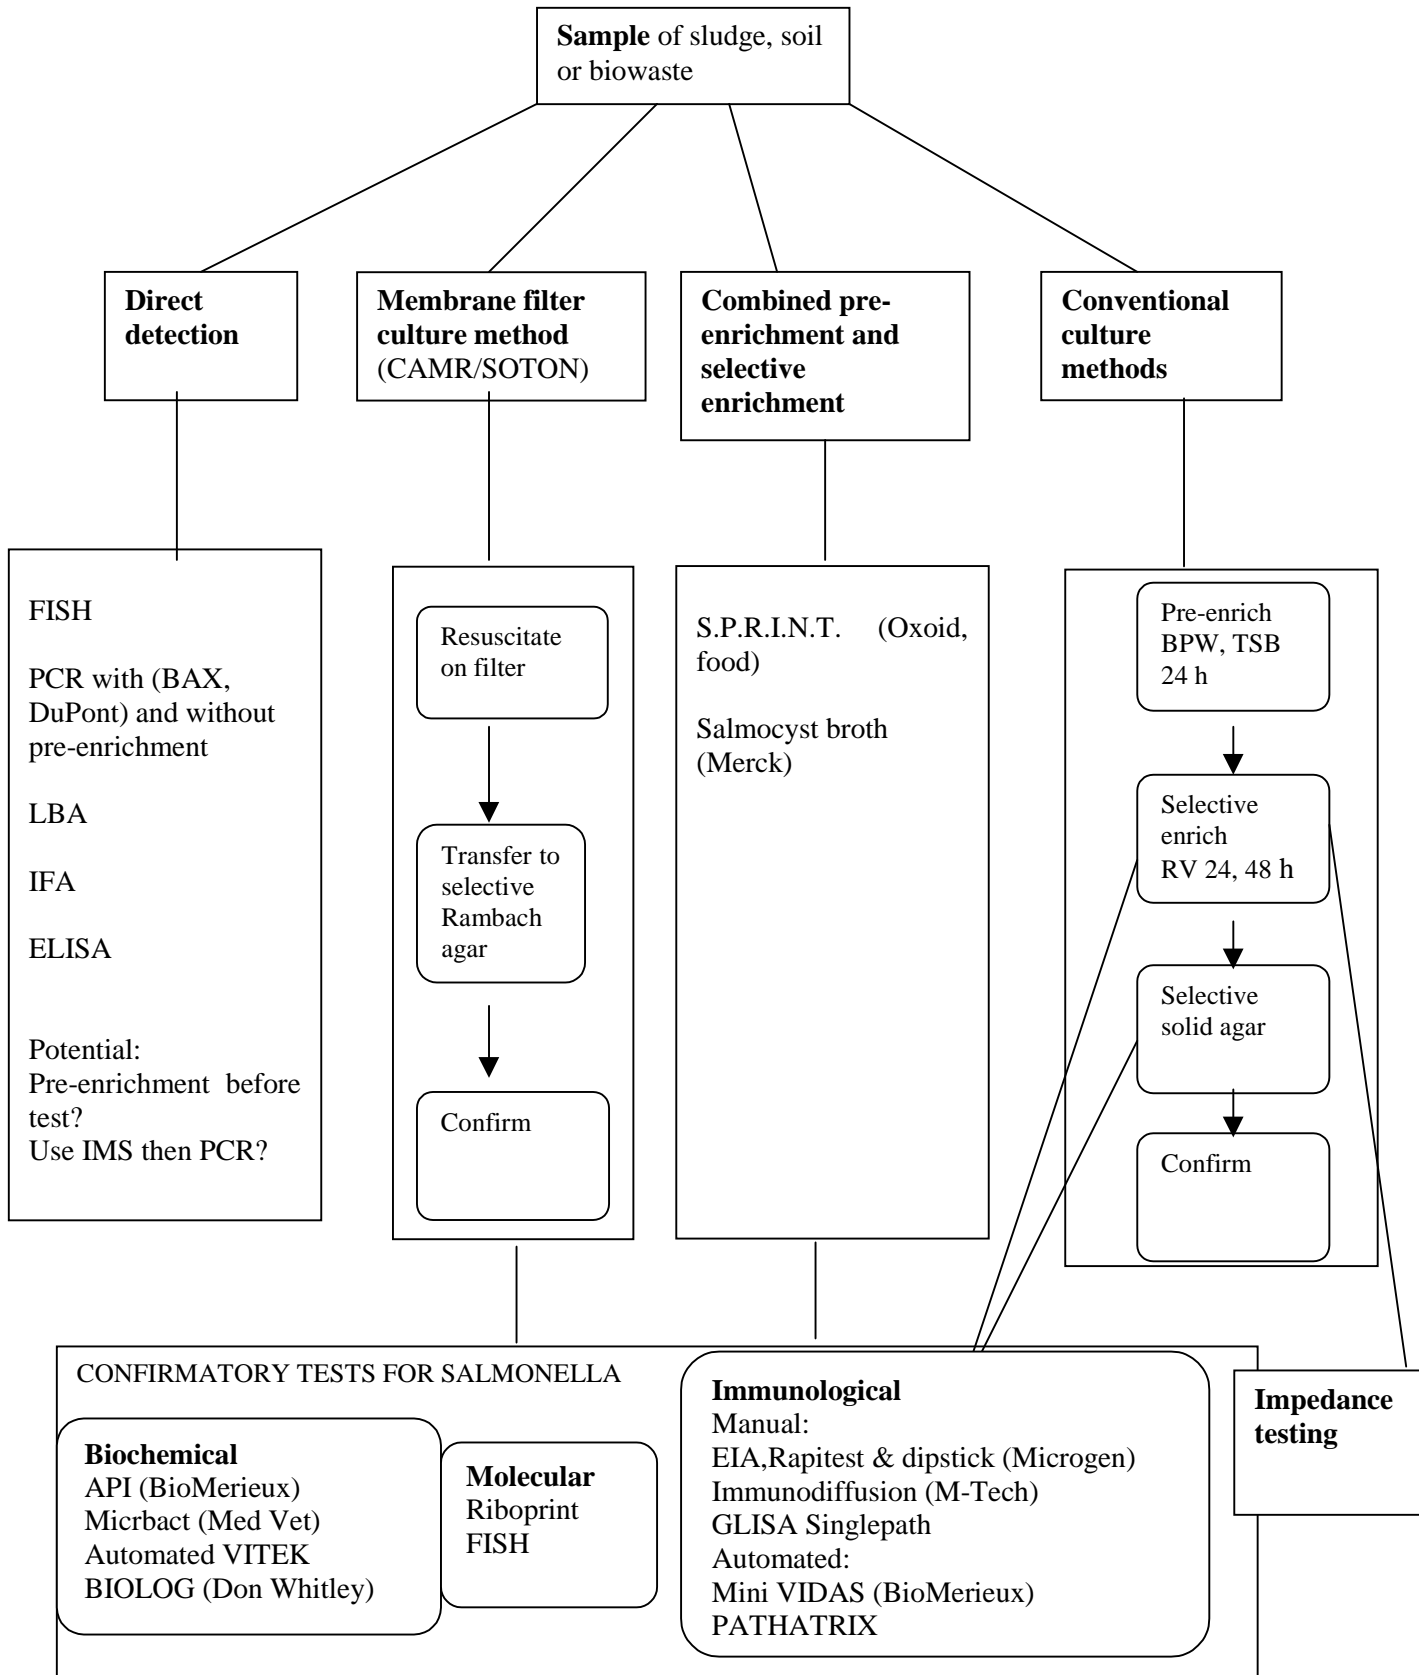 Sample of sludge, soil
or biowaste
Direct
detection
Membrane filter
culture method
(CAMR/SOTON)
Combined pre-
enrichment and
selective
enrichment
Conventional
culture
methods
FISH
PCR with (BAX,
DuPont) and without
pre-enrichment
LBA
IFA
ELISA
Potential:
Pre-enrichment before
test?
Use IMS then PCR?
Resuscitate
on filter
Transfer to
selective
Rambach
agar
Confirm
S.P.R.I.N.T. (Oxoid,
food)
Salmocyst broth
(Merck)
Pre-enrich
BPW, TSB
24 h
Selective
enrich
RV 24, 48 h
Selective
solid agar
Confirm
CONFIRMATORY TESTS FOR SALMONELLA
Biochemical
API (BioMerieux)
Micrbact (Med Vet)
Automated VITEK
BIOLOG (Don Whitley)
Molecular
Riboprint
FISH
Immunological
Manual:
EIA,Rapitest & dipstick (Microgen)
Immunodiffusion (M-Tech)
GLISA Singlepath
Automated:
Mini VIDAS (BioMerieux)
PATHATRIX
Impedance
testing